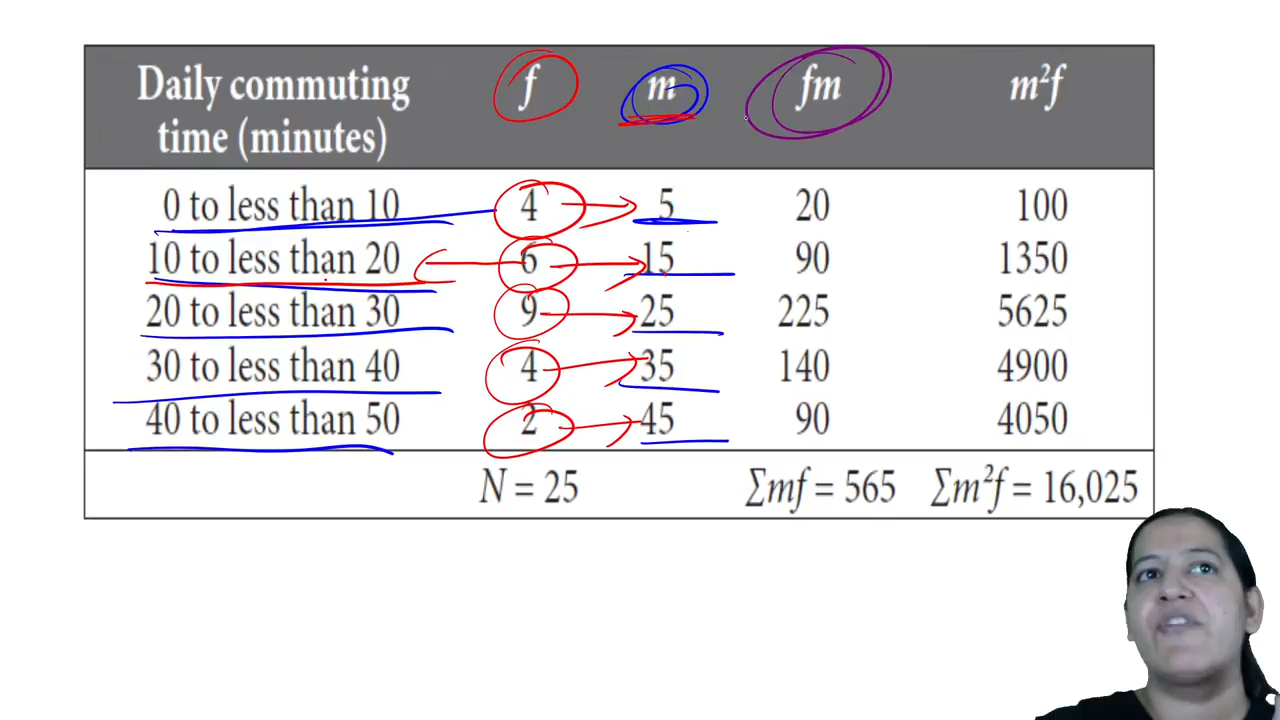 Daily commuting time (minutes) f m fm m²f
0 to less than 10 4 5 20 100
10 to less than 20 6 15 90 1350
20 to less than 30 9 25 225 5625
30 to less than 40 4 35 140 4900
40 to less than 50 2 45 90 4050
N = 25 Σmf = 565 Σm²f = 16,025